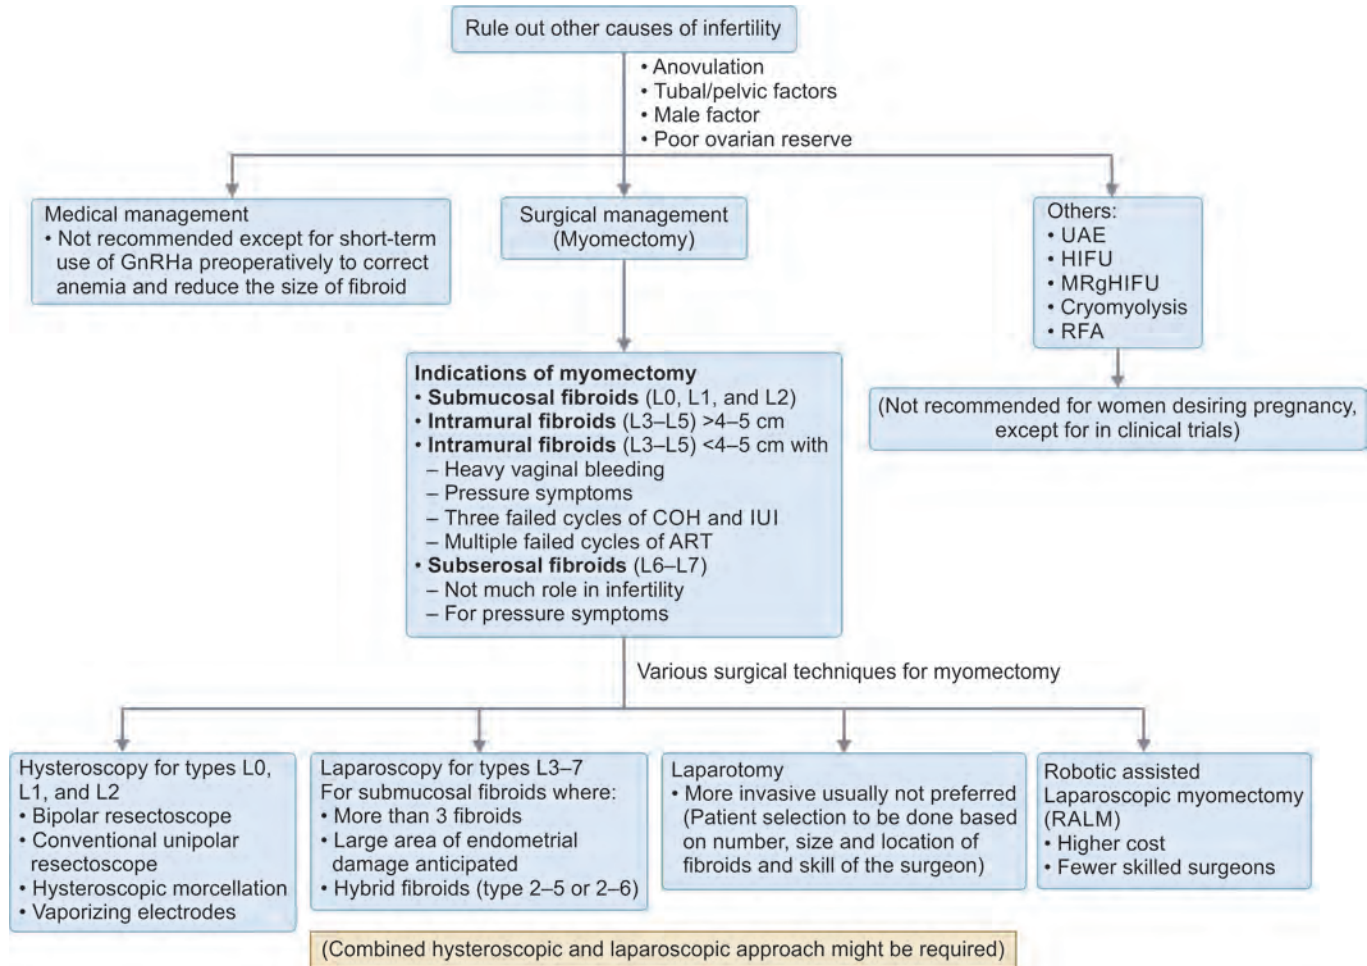 Rule out other causes of infertility
• Anovulation
• Tubal/pelvic factors
• Male factor
• Poor ovarian reserve
Medical management
• Not recommended except for short-term
use of GnRHa preoperatively to correct
anemia and reduce the size of fibroid
Surgical management
(Myomectomy)
Others:
• UAE
• HIFU
• MRgHIFU
• Cryomyolysis
• RFA
(Not recommended for women desiring pregnancy,
except for in clinical trials)
Indications of myomectomy
• Submucosal fibroids (L0, L1, and L2)
• Intramural fibroids (L3–L5) >4–5 cm
• Intramural fibroids (L3–L5) <4–5 cm with
– Heavy vaginal bleeding
– Pressure symptoms
– Three failed cycles of COH and IUI
– Multiple failed cycles of ART
• Subserosal fibroids (L6–L7)
– Not much role in infertility
– For pressure symptoms
Various surgical techniques for myomectomy
Hysteroscopy for types L0,
L1, and L2
• Bipolar resectoscope
• Conventional unipolar
resectoscope
• Hysteroscopic morcellation
• Vaporizing electrodes
Laparoscopy for types L3–7
For submucosal fibroids where:
• More than 3 fibroids
• Large area of endometrial
damage anticipated
• Hybrid fibroids (type 2–5 or 2–6)
Laparotomy
• More invasive usually not preferred
(Patient selection to be done based
on number, size and location of
fibroids and skill of the surgeon)
Robotic assisted
Laparoscopic myomectomy
(RALM)
• Higher cost
• Fewer skilled surgeons
(Combined hysteroscopic and laparoscopic approach might be required)